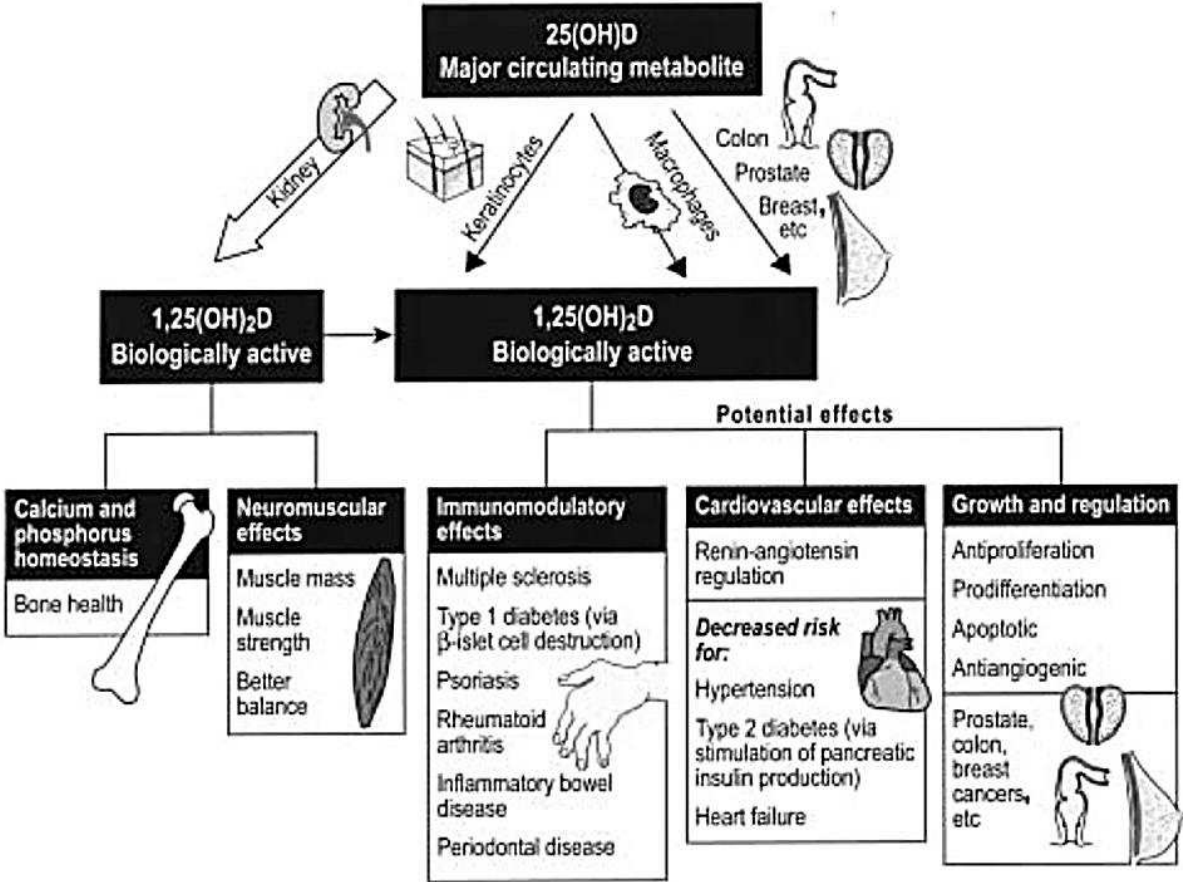 25(OH)D
Major circulating metabolite
Kidney
Keratinocytes
Macrophages
Colon
Prostate
Breast,
etc
1,25(OH)₂D
Biologically active
1,25(OH)₂D
Biologically active
Potential effects
Calcium and
phosphorus
homeostasis
Bone health
Neuromuscular
effects
Muscle mass
Muscle
strength
Better
balance
Immunomodulatory
effects
Multiple sclerosis
Type 1 diabetes (via
β-islet cell destruction)
Psoriasis
Rheumatoid
arthritis
Inflammatory bowel
disease
Periodontal disease
Cardiovascular effects
Renin-angiotensin
regulation
Decreased risk
for:
Hypertension
Type 2 diabetes (via
stimulation of pancreatic
insulin production)
Heart failure
Growth and regulation
Antiproliferation
Prodifferentiation
Apoptotic
Antiangiogenic
Prostate,
colon,
breast
cancers,
etc